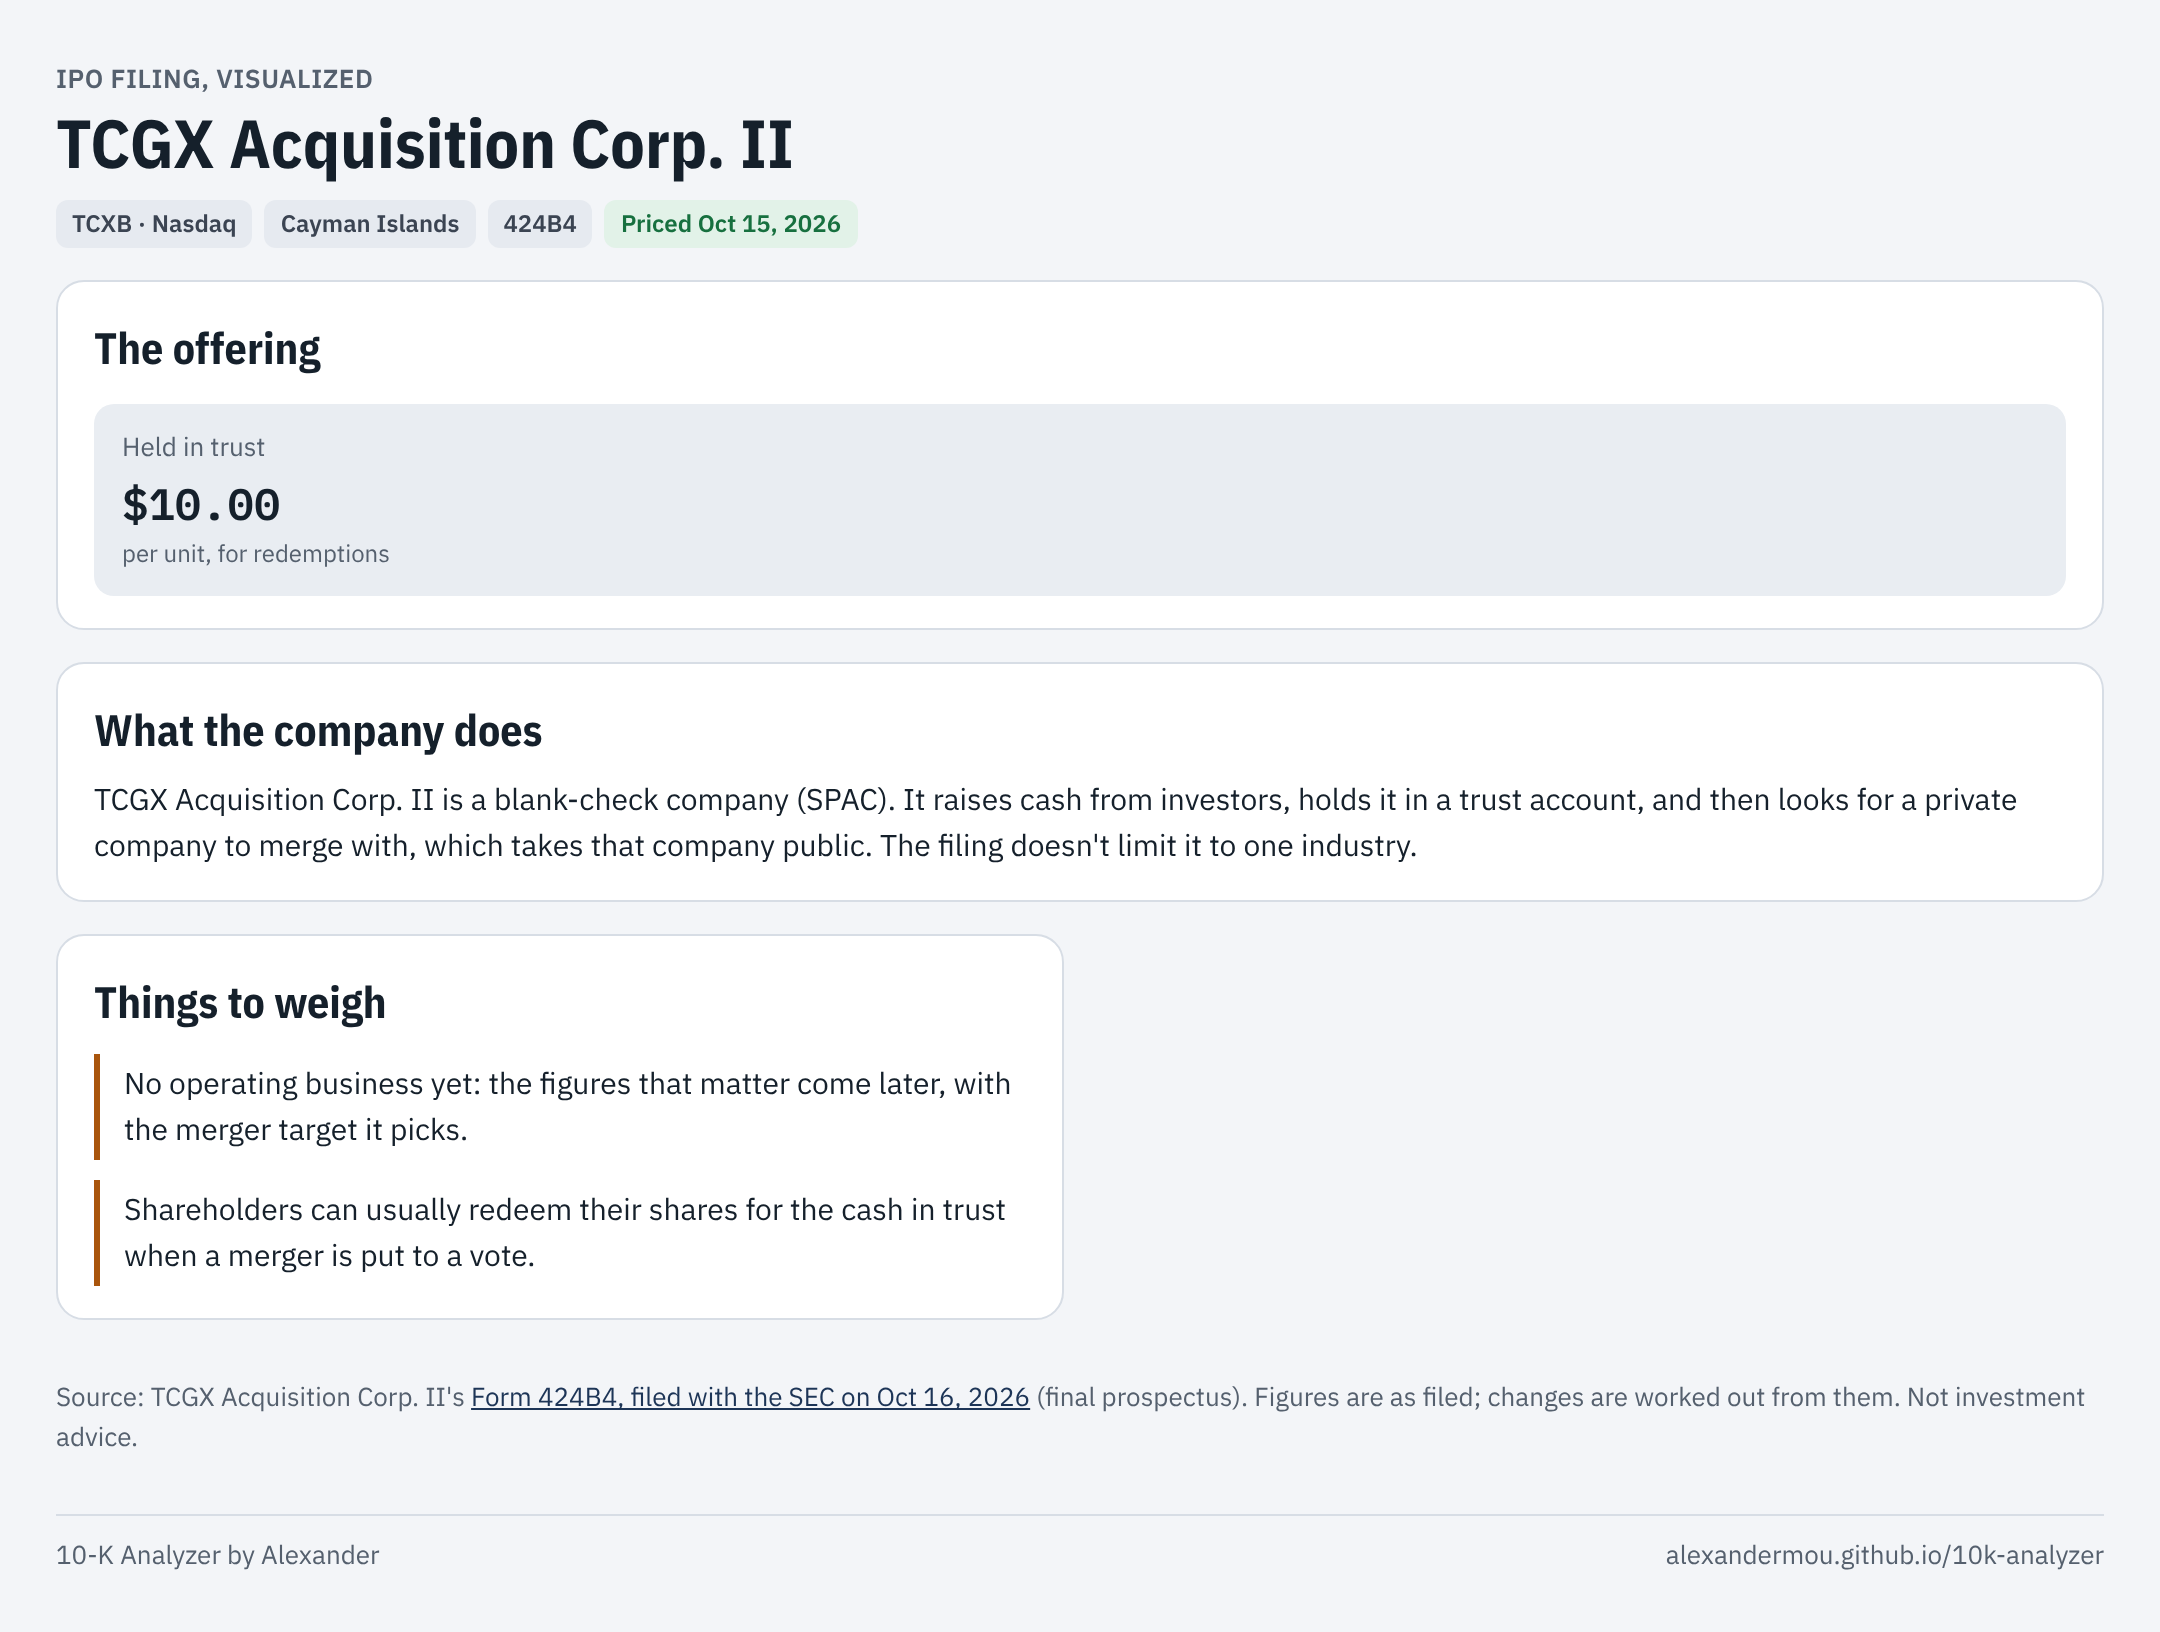 IPO FILING, VISUALIZED
TCGX Acquisition Corp. II
TCXB · Nasdaq Cayman Islands 424B4 Priced Oct 15, 2026
The offering
Held in trust
$10.00
per unit, for redemptions
What the company does
TCGX Acquisition Corp. II is a blank-check company (SPAC). It raises cash from investors, holds it in a trust account, and then looks for a private
company to merge with, which takes that company public. The filing doesn't limit it to one industry.
Things to weigh
No operating business yet: the figures that matter come later, with
the merger target it picks.
Shareholders can usually redeem their shares for the cash in trust
when a merger is put to a vote.
Source: TCGX Acquisition Corp. II's Form 424B4, filed with the SEC on Oct 16, 2026 (final prospectus). Figures are as filed; changes are worked out from them. Not investment
advice.
10-K Analyzer by Alexander
alexandermou.github.io/10k-analyzer